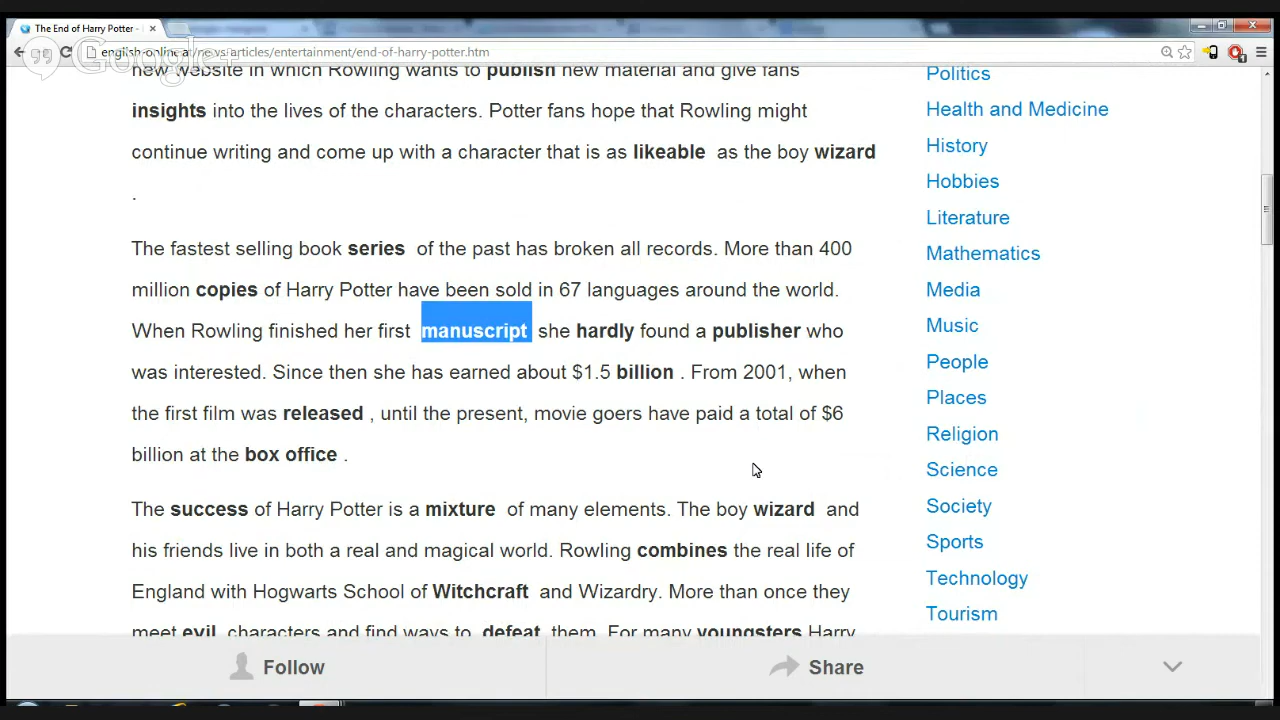 The End of Harry Potter -
english-online.at/news/articles/entertainment/end-of-harry-potter.htm
Google+
new website in which Rowling wants to publish new material and give fans
insights into the lives of the characters. Potter fans hope that Rowling might
continue writing and come up with a character that is as likeable as the boy wizard
.
The fastest selling book series of the past has broken all records. More than 400
million copies of Harry Potter have been sold in 67 languages around the world.
When Rowling finished her first manuscript she hardly found a publisher who
was interested. Since then she has earned about $1.5 billion . From 2001, when
the first film was released , until the present, movie goers have paid a total of $6
billion at the box office .
The success of Harry Potter is a mixture of many elements. The boy wizard and
his friends live in both a real and magical world. Rowling combines the real life of
England with Hogwarts School of Witchcraft and Wizardry. More than once they
meet evil characters and find ways to defeat them. For many youngsters Harry
Politics
Health and Medicine
History
Hobbies
Literature
Mathematics
Media
Music
People
Places
Religion
Science
Society
Sports
Technology
Tourism
Follow
Share